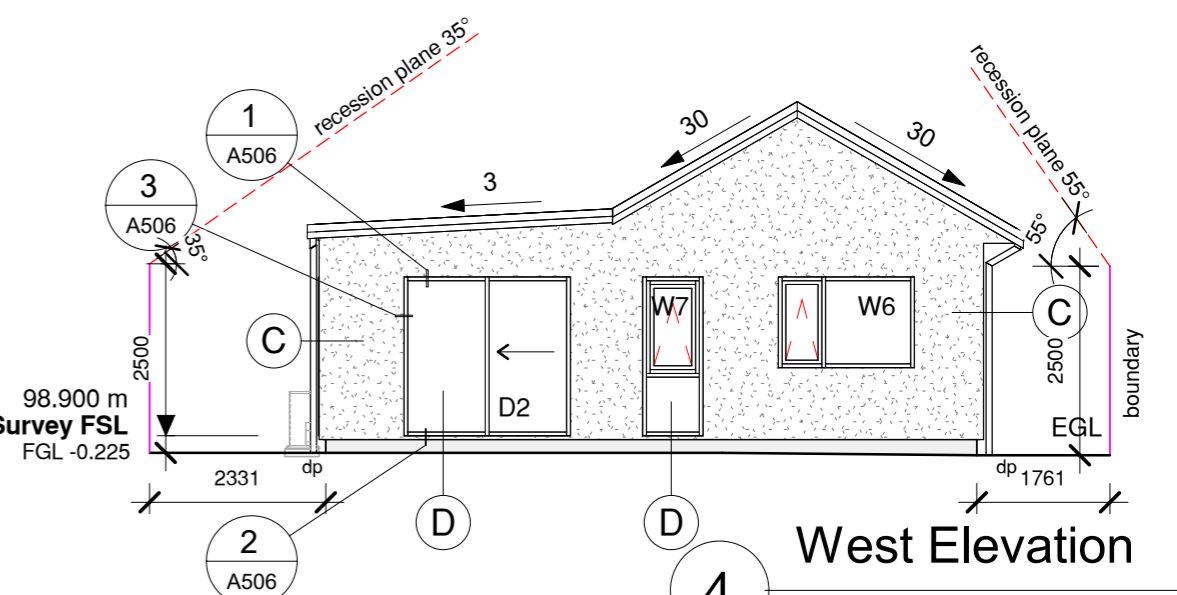 recession plane 35°
1
A506
3
A506
35°
3
30
30
recession plane 55°
55°
C
2500
98.900 m
Survey FSL
FGL -0.225
W7
W6
D2
C
2500
boundary
EGL
dp
2331
dp
1761
D
D
2
A506
West Elevation
4